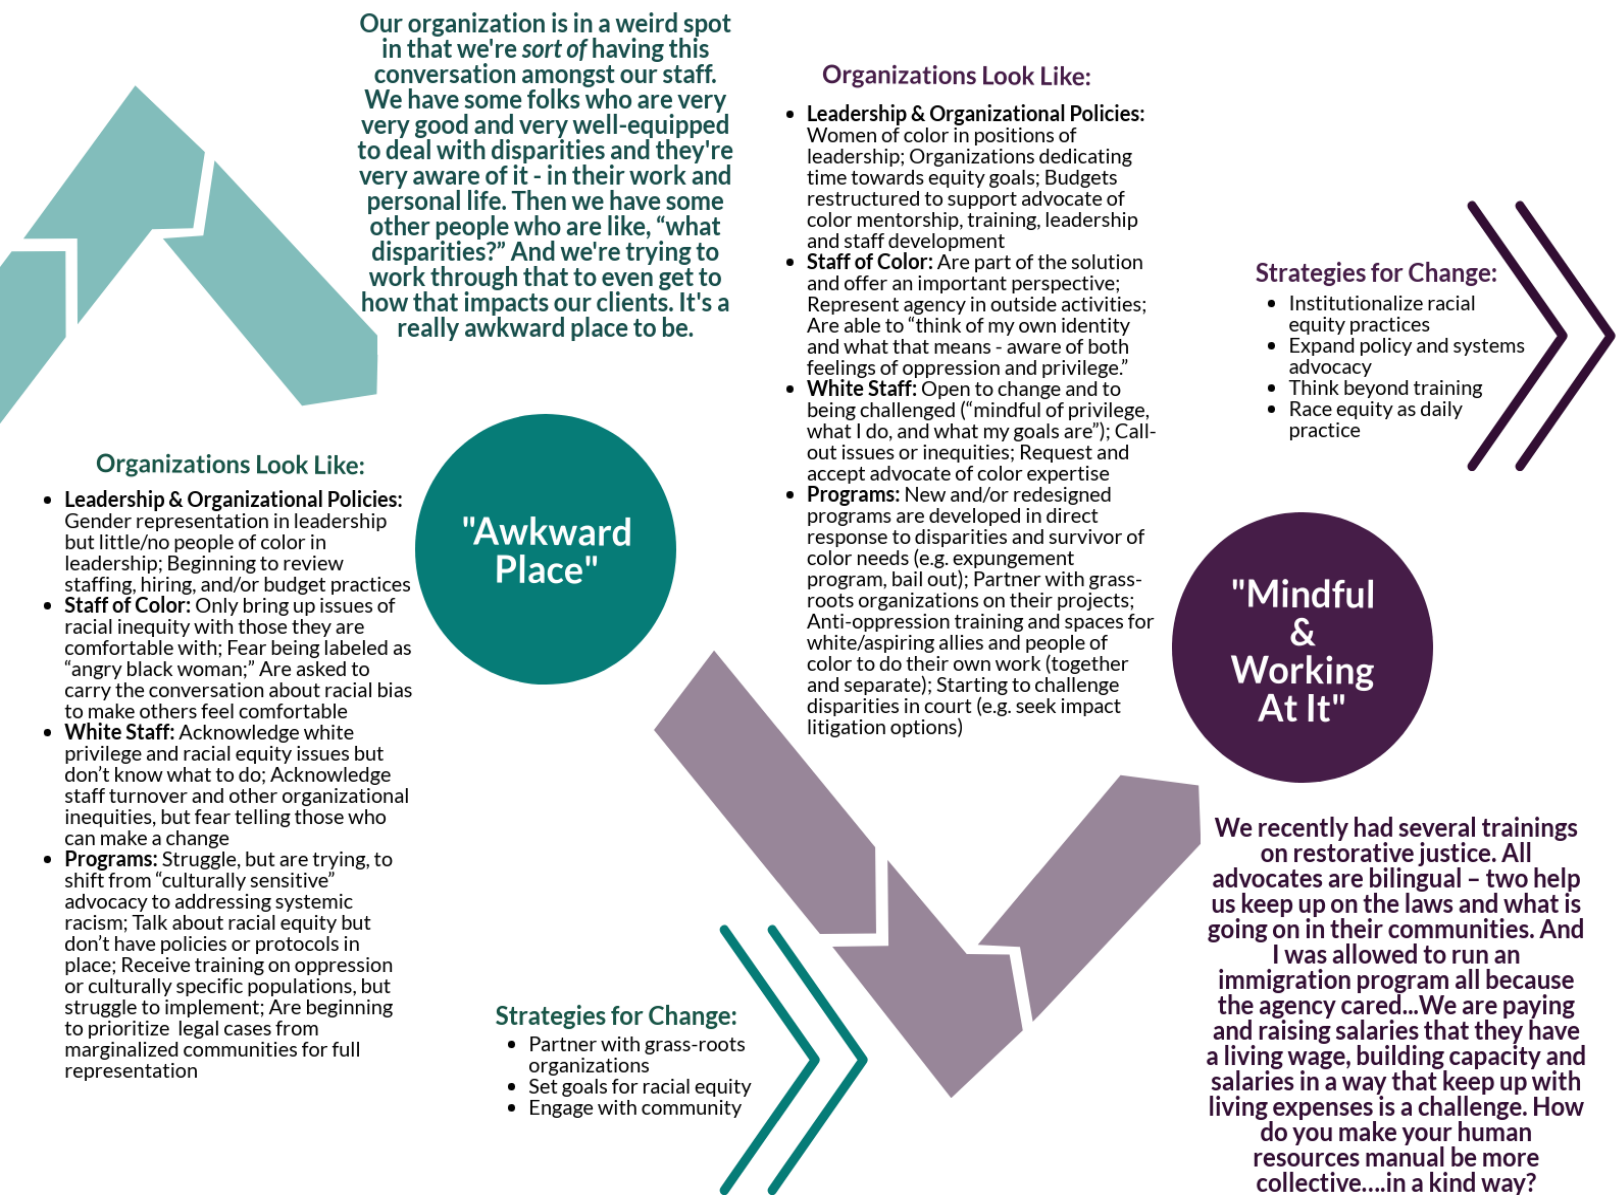 Our organization is in a weird spot
in that we're sort of having this
conversation amongst our staff.
We have some folks who are very
very good and very well-equipped
to deal with disparities and they're
very aware of it - in their work and
personal life. Then we have some
other people who are like, “what
disparities?” And we're trying to
work through that to even get to
how that impacts our clients. It's a
really awkward place to be.
Organizations Look Like:
• Leadership & Organizational Policies:
Gender representation in leadership
but little/no people of color in
leadership; Beginning to review
staffing, hiring, and/or budget practices
• Staff of Color: Only bring up issues of
racial inequity with those they are
comfortable with; Fear being labeled as
“angry black woman;” Are asked to
carry the conversation about racial bias
to make others feel comfortable
• White Staff: Acknowledge white
privilege and racial equity issues but
don’t know what to do; Acknowledge
staff turnover and other organizational
inequities, but fear telling those who
can make a change
• Programs: Struggle, but are trying, to
shift from “culturally sensitive”
advocacy to addressing systemic
racism; Talk about racial equity but
don’t have policies or protocols in
place; Receive training on oppression
or culturally specific populations, but
struggle to implement; Are beginning
to prioritize legal cases from
marginalized communities for full
representation
"Awkward
Place"
Strategies for Change:
• Partner with grass-roots
organizations
• Set goals for racial equity
• Engage with community
Organizations Look Like:
• Leadership & Organizational Policies:
Women of color in positions of
leadership; Organizations dedicating
time towards equity goals; Budgets
restructured to support advocate of
color mentorship, training, leadership
and staff development
• Staff of Color: Are part of the solution
and offer an important perspective;
Represent agency in outside activities;
Are able to “think of my own identity
and what that means - aware of both
feelings of oppression and privilege.”
• White Staff: Open to change and to
being challenged (“mindful of privilege,
what I do, and what my goals are”); Call-
out issues or inequities; Request and
accept advocate of color expertise
• Programs: New and/or redesigned
programs are developed in direct
response to disparities and survivor of
color needs (e.g. expungement
program, bail out); Partner with grass-
roots organizations on their projects;
Anti-oppression training and spaces for
white/aspiring allies and people of
color to do their own work (together
and separate); Starting to challenge
disparities in court (e.g. seek impact
litigation options)
Strategies for Change:
• Institutionalize racial
equity practices
• Expand policy and systems
advocacy
• Think beyond training
• Race equity as daily
practice
"Mindful
&
Working
At It"
We recently had several trainings
on restorative justice. All
advocates are bilingual – two help
us keep up on the laws and what is
going on in their communities. And
I was allowed to run an
immigration program all because
the agency cared...We are paying
and raising salaries that they have
a living wage, building capacity and
salaries in a way that keep up with
living expenses is a challenge. How
do you make your human
resources manual be more
collective....in a kind way?